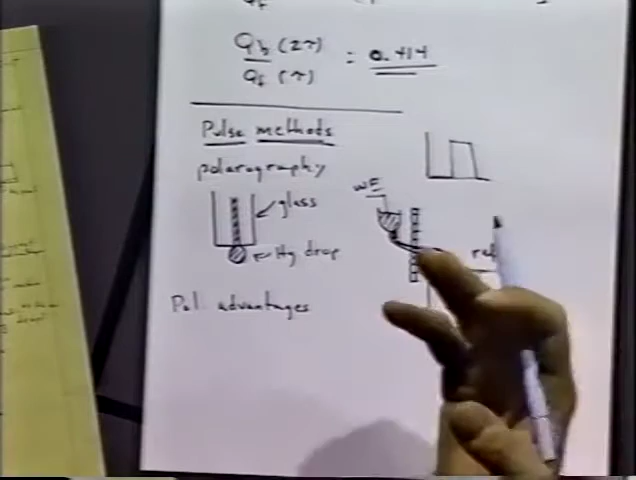 Qb (2τ) = 0.414
Qf (τ)
Pulse methods
polarography
WE
glass
Hg drop
Pol. advantages